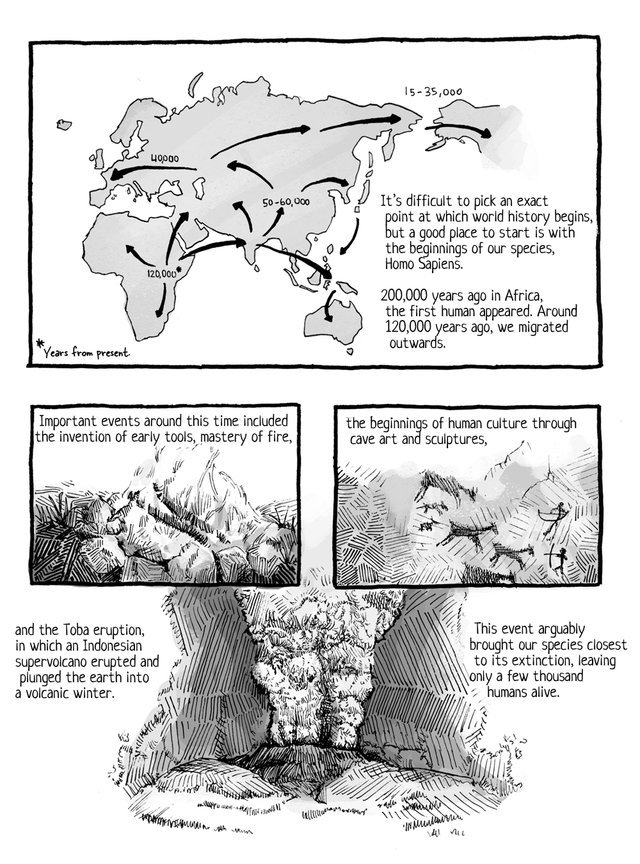 15-35,000
40,000
50-60,000
120,000*
*Years from present.
It's difficult to pick an exact
point at which world history begins,
but a good place to start is with
the beginnings of our species,
Homo Sapiens.
200,000 years ago in Africa,
the first human appeared. Around
120,000 years ago, we migrated
outwards.
Important events around this time included
the invention of early tools, mastery of fire,
the beginnings of human culture through
cave art and sculptures,
and the Toba eruption,
in which an Indonesian
supervolcano erupted and
plunged the earth into
a volcanic winter.
This event arguably
brought our species closest
to its extinction, leaving
only a few thousand
humans alive.